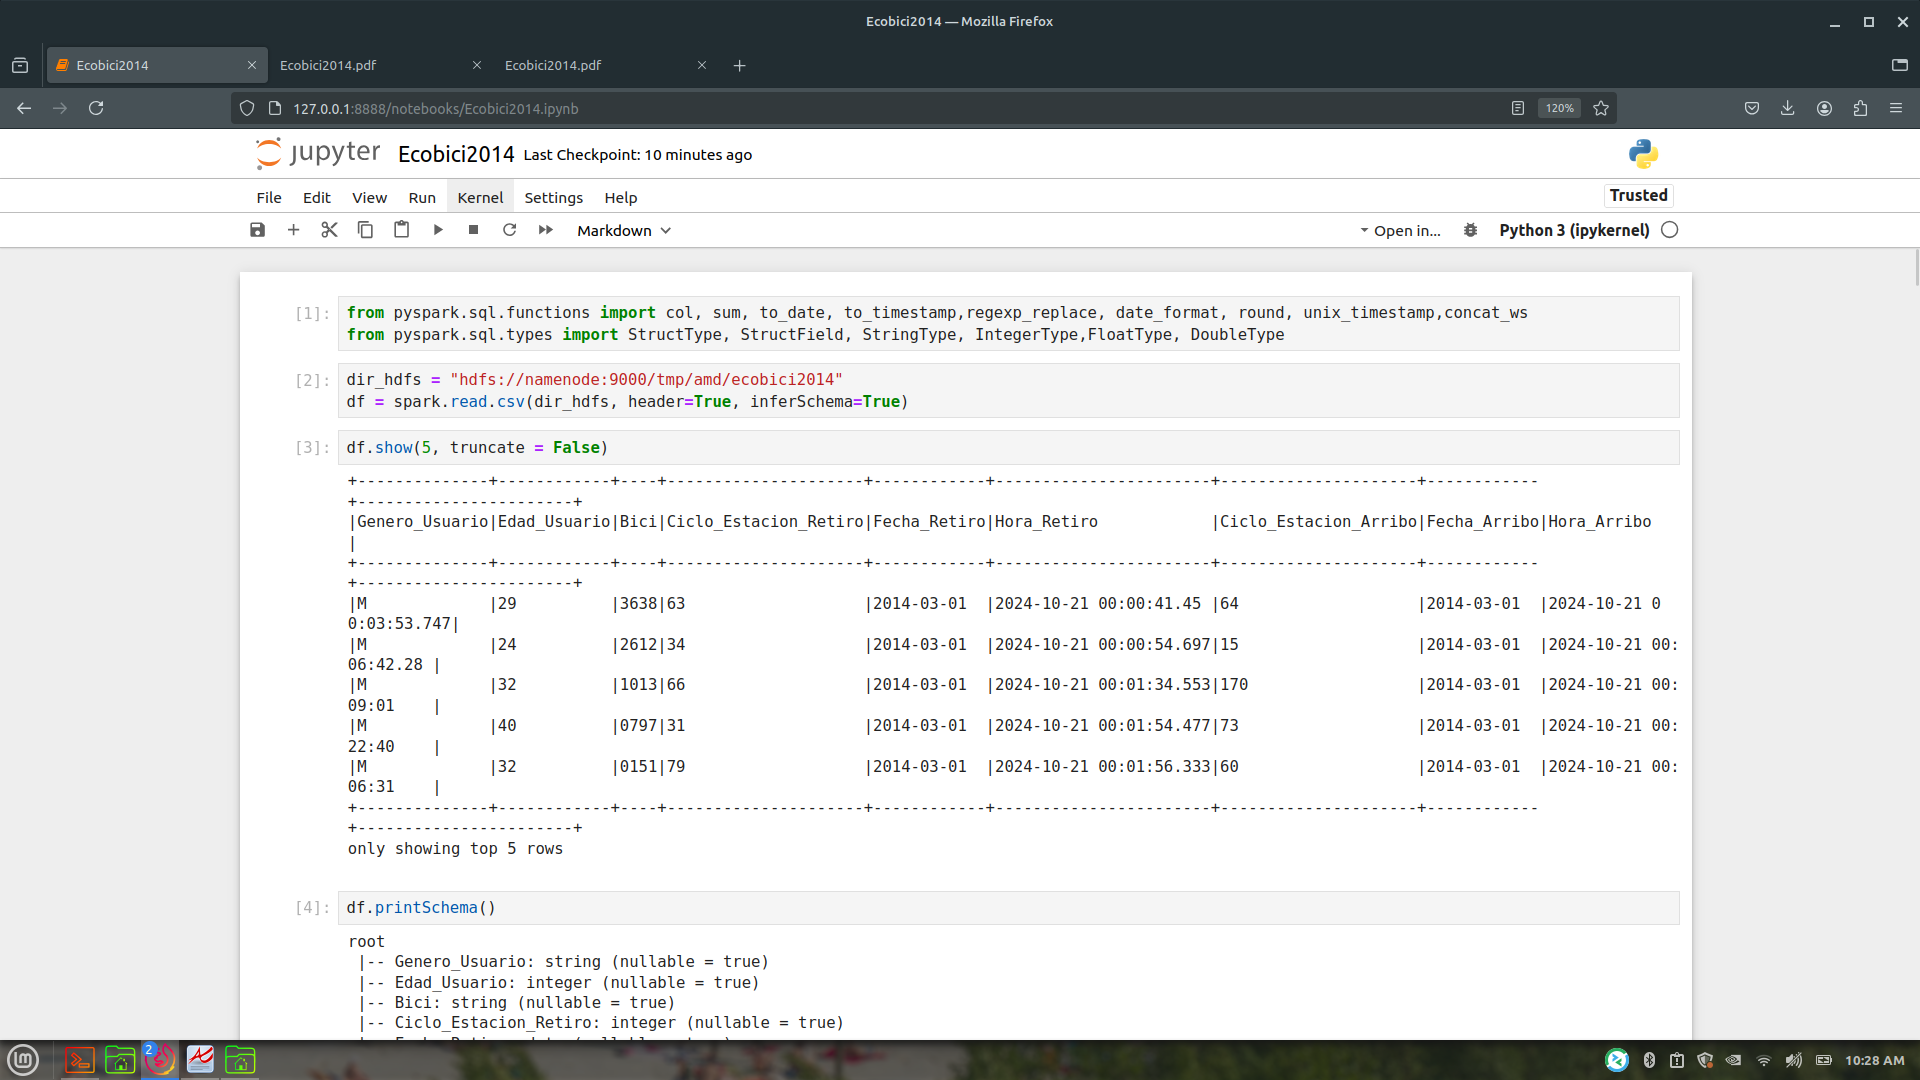 Ecobici2014 — Mozilla Firefox
Ecobici2014
Ecobici2014.pdf
Ecobici2014.pdf
127.0.0.1:8888/notebooks/Ecobici2014.ipynb
120%
jupyter Ecobici2014 Last Checkpoint: 10 minutes ago
File Edit View Run Kernel Settings Help
Trusted
Markdown
Open in...
Python 3 (ipykernel)
[1]:
from pyspark.sql.functions import col, sum, to_date, to_timestamp,regexp_replace, date_format, round, unix_timestamp,concat_ws
from pyspark.sql.types import StructType, StructField, StringType, IntegerType,FloatType, DoubleType
[2]:
dir_hdfs = "hdfs://namenode:9000/tmp/amd/ecobici2014"
df = spark.read.csv(dir_hdfs, header=True, inferSchema=True)
[3]:
df.show(5, truncate = False)
+--------------+------------+----+---------------------+------------+-----------------------+---------------------+------------
+-----------------------+
|Genero_Usuario|Edad_Usuario|Bici|Ciclo_Estacion_Retiro|Fecha_Retiro|Hora_Retiro            |Ciclo_Estacion_Arribo|Fecha_Arribo|Hora_Arribo
|
+--------------+------------+----+---------------------+------------+-----------------------+---------------------+------------
+-----------------------+
|M             |29          |3638|63                   |2014-03-01  |2024-10-21 00:00:41.45 |64                   |2014-03-01  |2024-10-21 0
0:03:53.747|
|M             |24          |2612|34                   |2014-03-01  |2024-10-21 00:00:54.697|15                   |2014-03-01  |2024-10-21 00:
06:42.28 |
|M             |32          |1013|66                   |2014-03-01  |2024-10-21 00:01:34.553|170                  |2014-03-01  |2024-10-21 00:
09:01    |
|M             |40          |0797|31                   |2014-03-01  |2024-10-21 00:01:54.477|73                   |2014-03-01  |2024-10-21 00:
22:40    |
|M             |32          |0151|79                   |2014-03-01  |2024-10-21 00:01:56.333|60                   |2014-03-01  |2024-10-21 00:
06:31    |
+--------------+------------+----+---------------------+------------+-----------------------+---------------------+------------
+-----------------------+
only showing top 5 rows
[4]:
df.printSchema()
root
 |-- Genero_Usuario: string (nullable = true)
 |-- Edad_Usuario: integer (nullable = true)
 |-- Bici: string (nullable = true)
 |-- Ciclo_Estacion_Retiro: integer (nullable = true)
2
10:28 AM